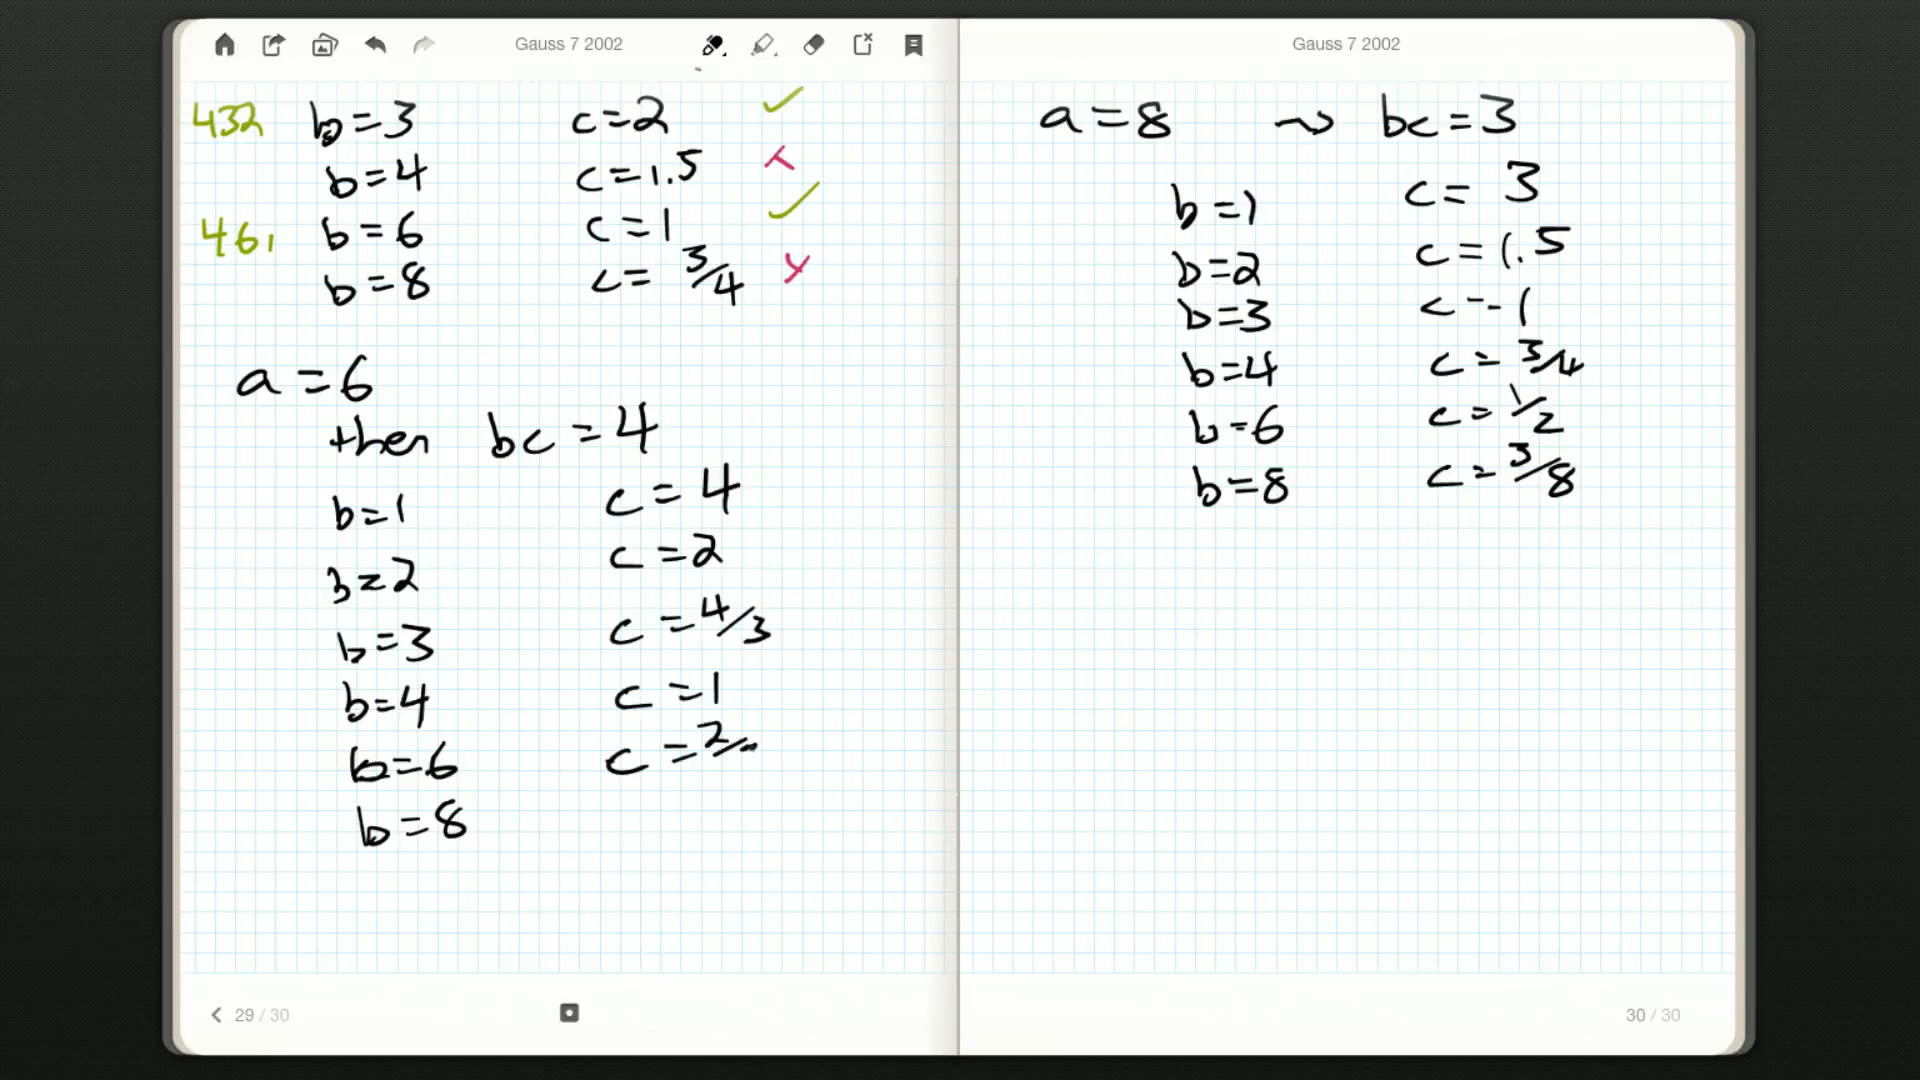 Gauss 7 2002
432 b=3 c=2 ✓
b=4 c=1.5 x
461 b=6 c=1 ✓
b=8 c=3/4 x
a=6
then bc=4
b=1 c=4
b=2 c=2
b=3 c=4/3
b=4 c=1
b=6 c=2/
b=8
29 / 30
Gauss 7 2002
a=8 ~> bc=3
b=1 c=3
b=2 c=1.5
b=3 c=1
b=4 c=3/4
b=6 c=1/2
b=8 c=3/8
30 / 30